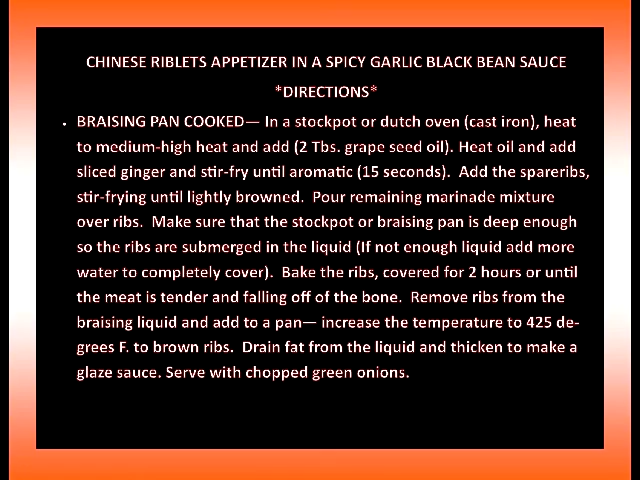 CHINESE RIBLETS APPETIZER IN A SPICY GARLIC BLACK BEAN SAUCE
*DIRECTIONS*
• BRAISING PAN COOKED— In a stockpot or dutch oven (cast iron), heat
to medium-high heat and add (2 Tbs. grape seed oil). Heat oil and add
sliced ginger and stir-fry until aromatic (15 seconds).  Add the spareribs,
stir-frying until lightly browned.  Pour remaining marinade mixture
over ribs.  Make sure that the stockpot or braising pan is deep enough
so the ribs are submerged in the liquid (If not enough liquid add more
water to completely cover).  Bake the ribs, covered for 2 hours or until
the meat is tender and falling off of the bone.  Remove ribs from the
braising liquid and add to a pan— increase the temperature to 425 de-
grees F. to brown ribs.  Drain fat from the liquid and thicken to make a
glaze sauce. Serve with chopped green onions.